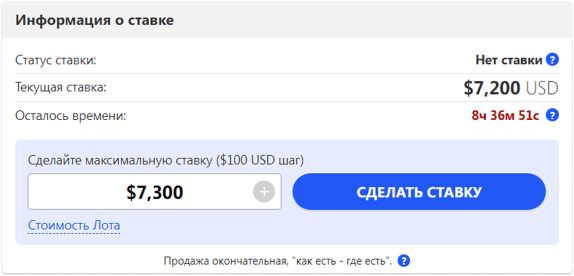 Информация о ставке
Статус ставки: Нет ставки ?
Текущая ставка: $7,200 USD
Осталось времени: 8ч 36м 51с ?
Сделайте максимальную ставку ($100 USD шаг)
$7,300 + СДЕЛАТЬ СТАВКУ
Стоимость Лота
Продажа окончательная, "как есть - где есть". ?